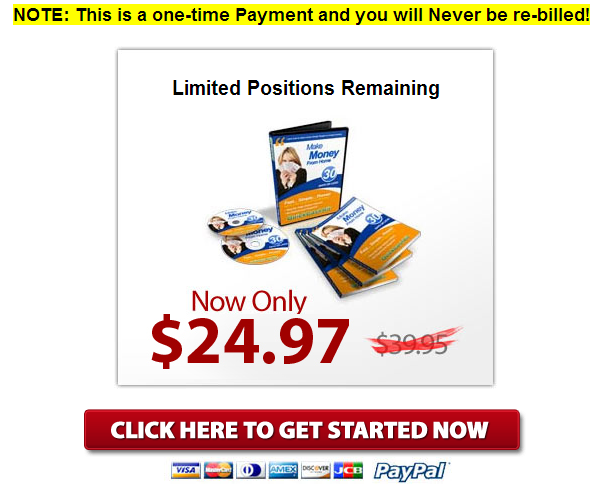 NOTE: This is a one-time Payment and you will Never be re-billed!
Limited Positions Remaining
Make
Money
From Home
30
Make
Money
30
Money
30
Now Only
$24.97
$39.95
CLICK HERE TO GET STARTED NOW
VISA MasterCard AMEX DISCOVER JCB PayPal